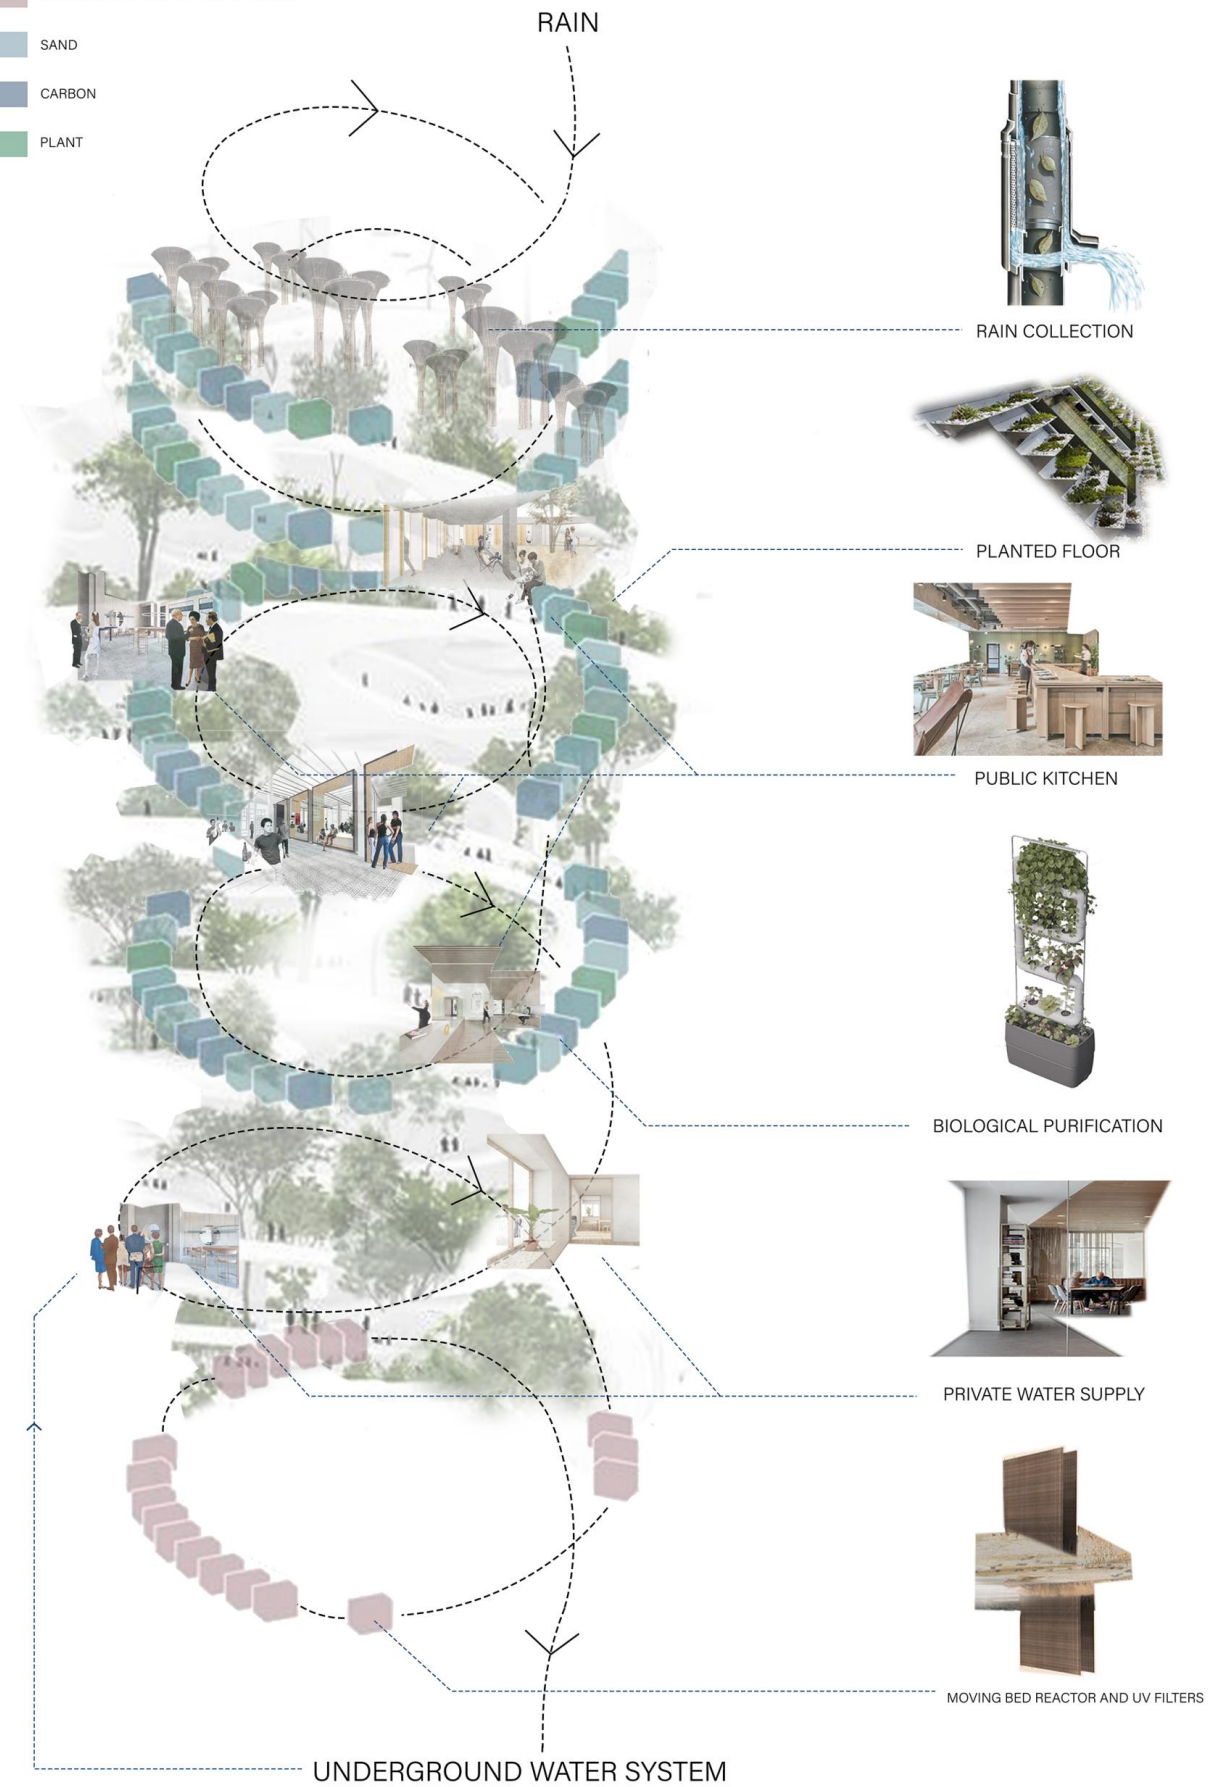 RAIN
SAND
CARBON
PLANT
RAIN COLLECTION
PLANTED FLOOR
PUBLIC KITCHEN
BIOLOGICAL PURIFICATION
PRIVATE WATER SUPPLY
MOVING BED REACTOR AND UV FILTERS
UNDERGROUND WATER SYSTEM